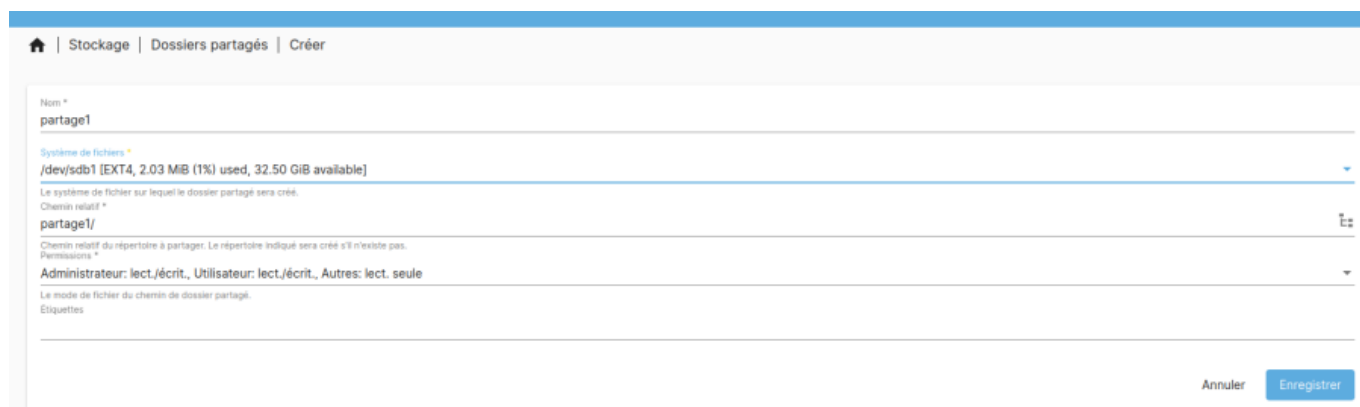 | Stockage | Dossiers partagés | Créer
Nom *
partage1
Système de fichiers *
/dev/sdb1 [EXT4, 2.03 MiB (1%) used, 32.50 GiB available]
Le système de fichier sur lequel le dossier partagé sera créé.
Chemin relatif *
partage1/
Chemin relatif du répertoire à partager. Le répertoire indiqué sera créé s'il n'existe pas.
Permissions *
Administrateur: lect./écrit., Utilisateur: lect./écrit., Autres: lect. seule
Le mode de fichier du chemin de dossier partagé.
Étiquettes
Annuler Enregistrer